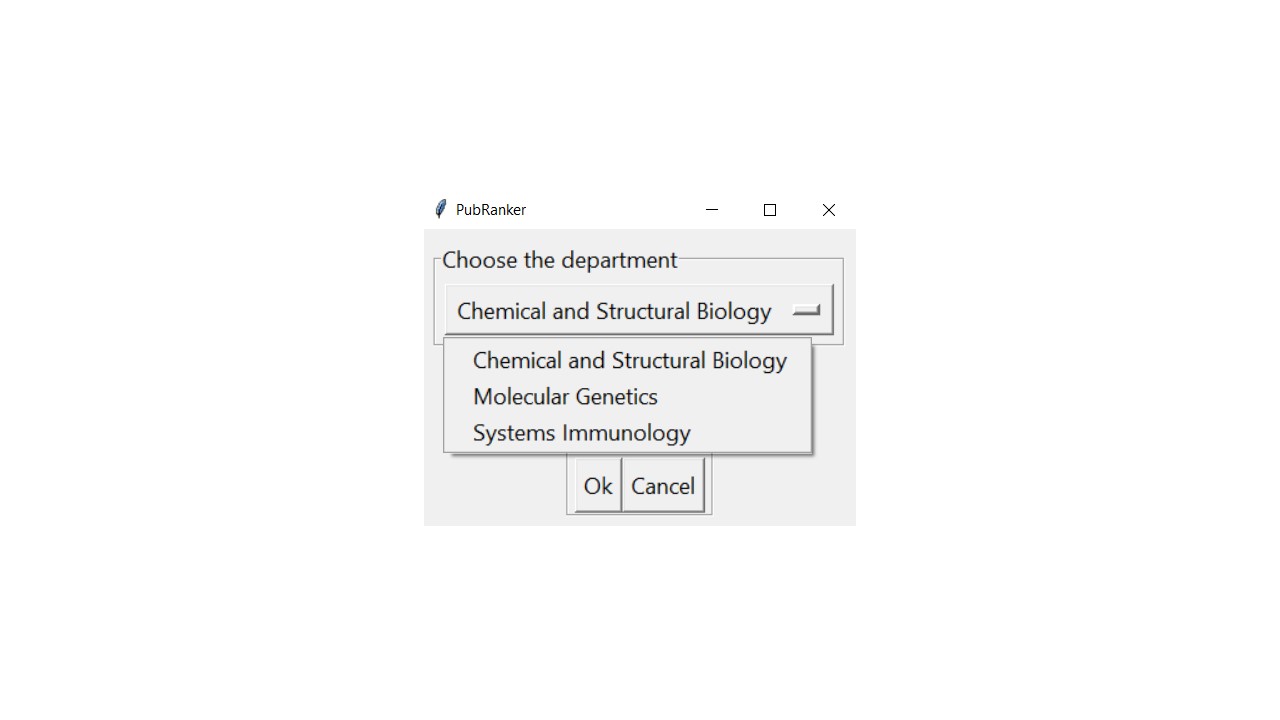 PubRanker
Choose the department
Chemical and Structural Biology
Chemical and Structural Biology
Molecular Genetics
Systems Immunology
Ok Cancel